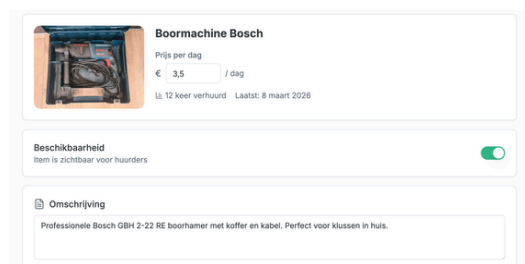 Boormachine Bosch
Prijs per dag
€ 3,5 / dag
12 keer verhuurd Laatst: 8 maart 2026
Beschikbaarheid
Item is zichtbaar voor huurders
Omschrijving
Professionele Bosch GBH 2-22 RE boorhamer met koffer en kabel. Perfect voor klussen in huis.